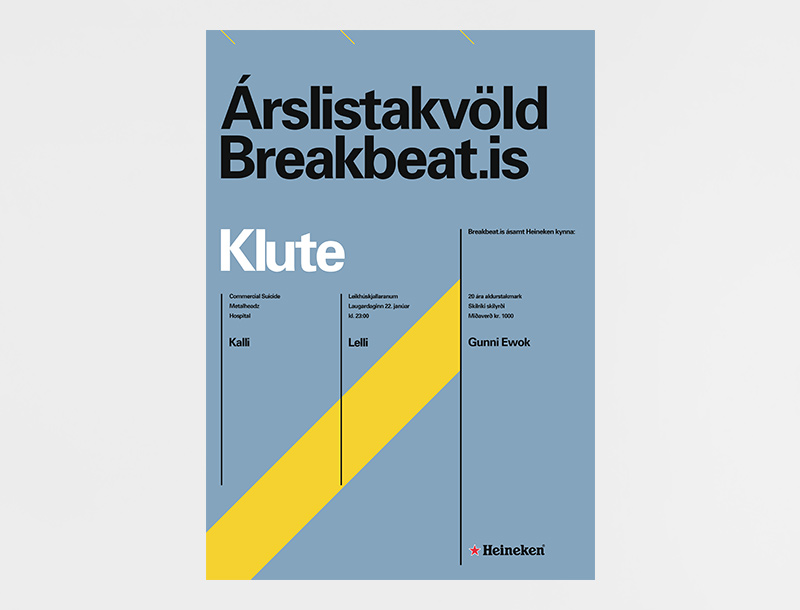 Árslistakvöld
Breakbeat.is
Breakbeat.is ásamt Heineken kynna:
Klute
Commercial Suicide
Metalheadz
Hospital
Kalli
Leikhúskjallaranum
Laugardaginn 22. janúar
kl. 23:00
Lelli
20 ára aldurstakmark
Skilríki skilyrði
Miðaverð kr. 1000
Gunni Ewok
Heineken